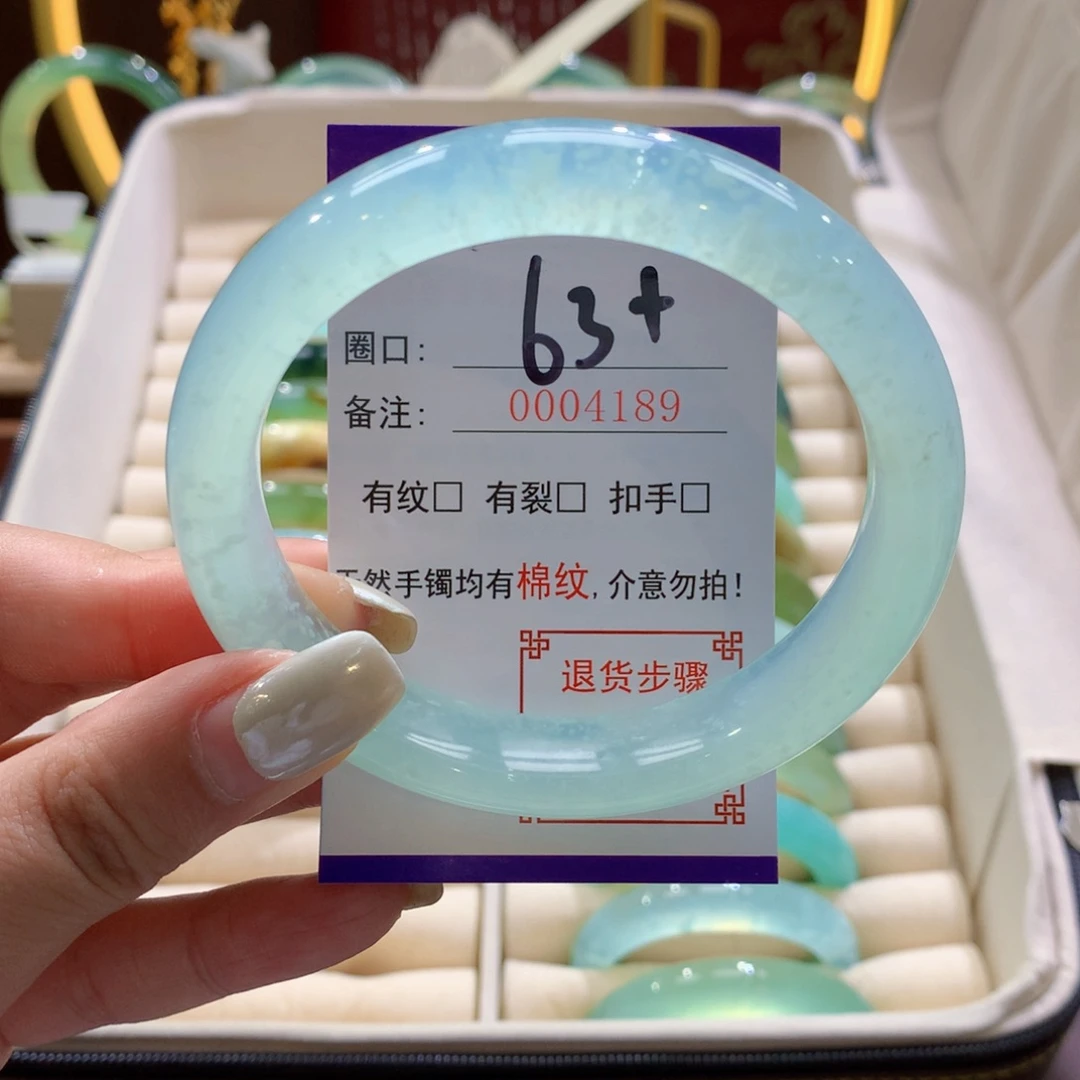 圈口: 63+
备注: 0004189
有纹□ 有裂□ 扣手□
天然手镯均有棉纹,介意勿拍!
退货步骤